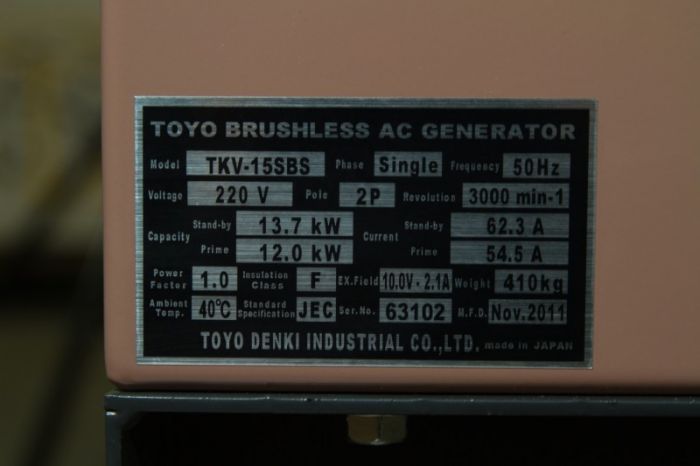 TOYO BRUSHLESS AC GENERATOR
Model TKV-15SBS Phase Single Frequency 50Hz
Voltage 220 V Pole 2P Revolution 3000 min-1
Capacity Stand-by 13.7 kW Current Stand-by 62.3 A
Prime 12.0 kW Prime 54.5 A
Power Factor 1.0 Insulation Class F EX.Field 10.0V-2.1A Weight 410kg
Ambient Temp. 40℃ Standard Specification JEC Ser.No. 63102 M.F.D. Nov.2011
TOYO DENKI INDUSTRIAL CO.,LTD. made in JAPAN